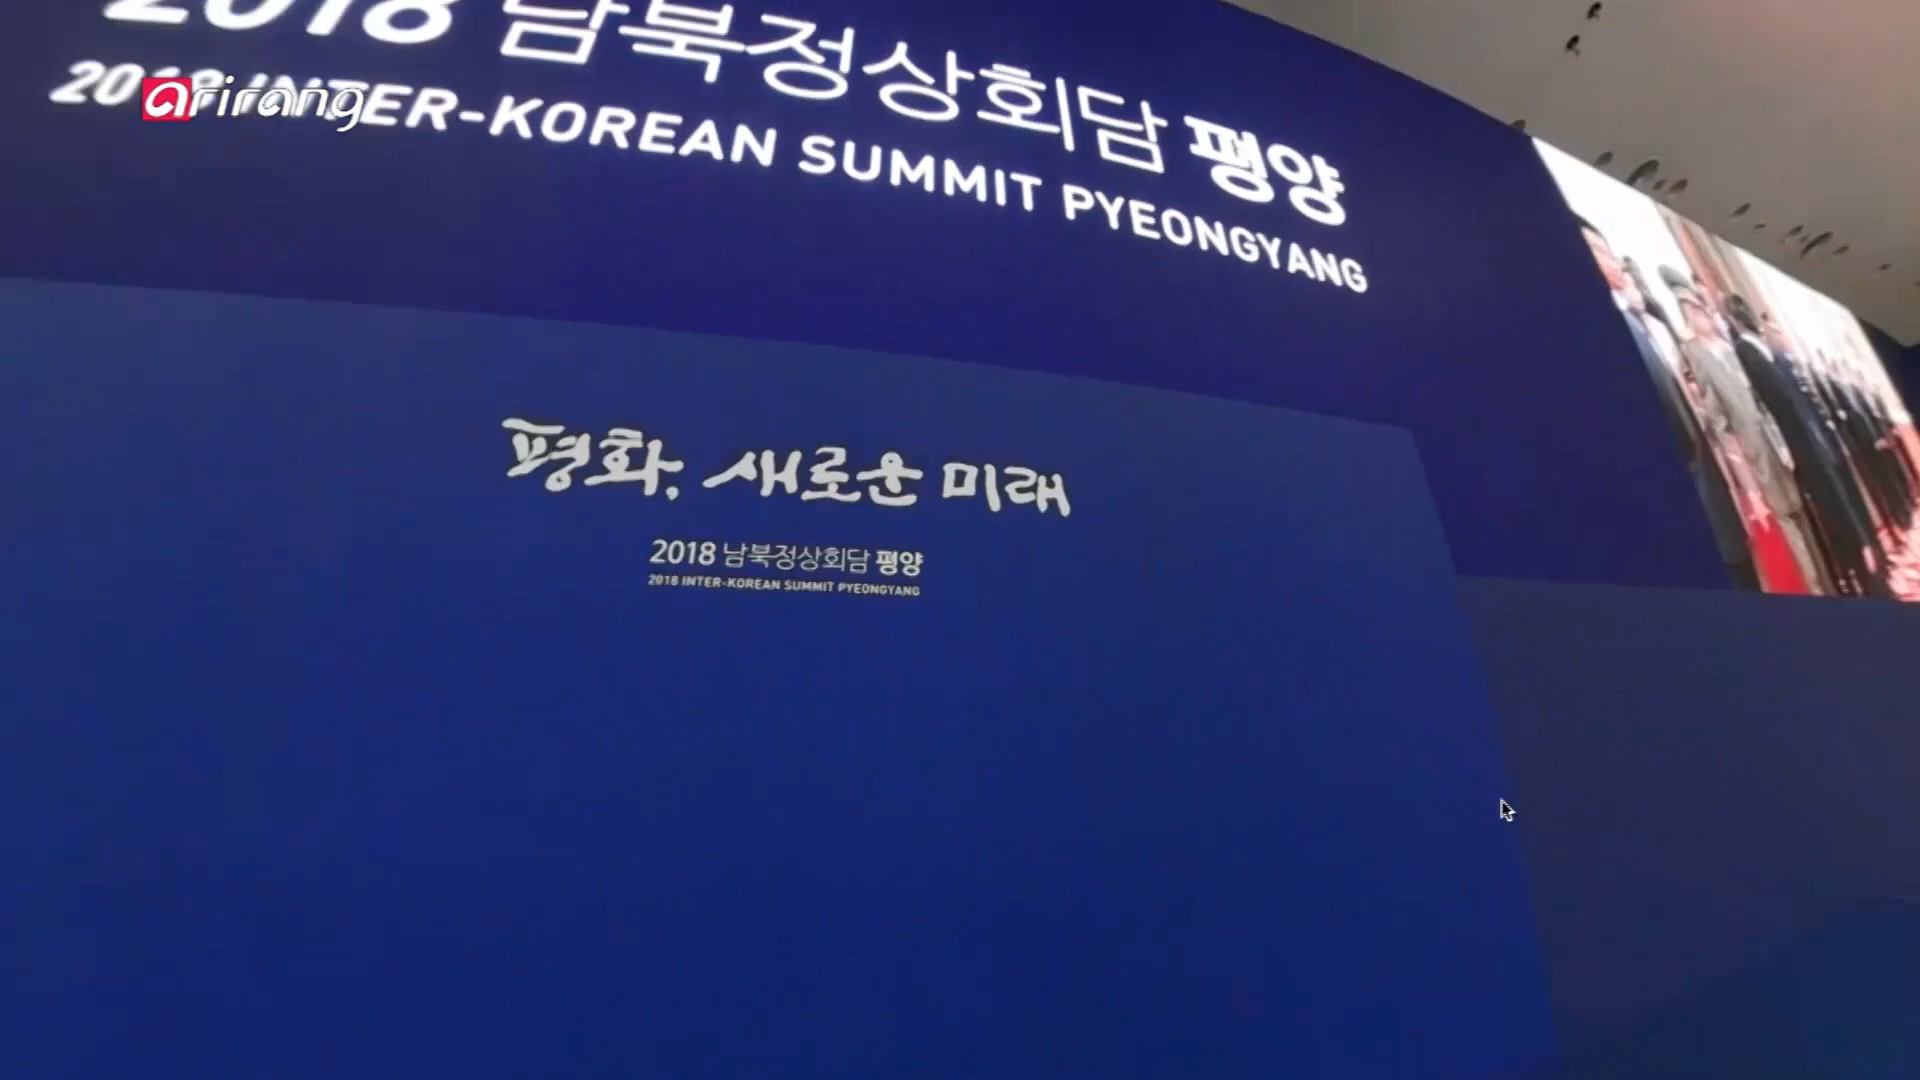 2018 남북정상회담 평양
arirang
2018 INTER-KOREAN SUMMIT PYEONGYANG
평화, 새로운 미래
2018 남북정상회담 평양
2018 INTER-KOREAN SUMMIT PYEONGYANG